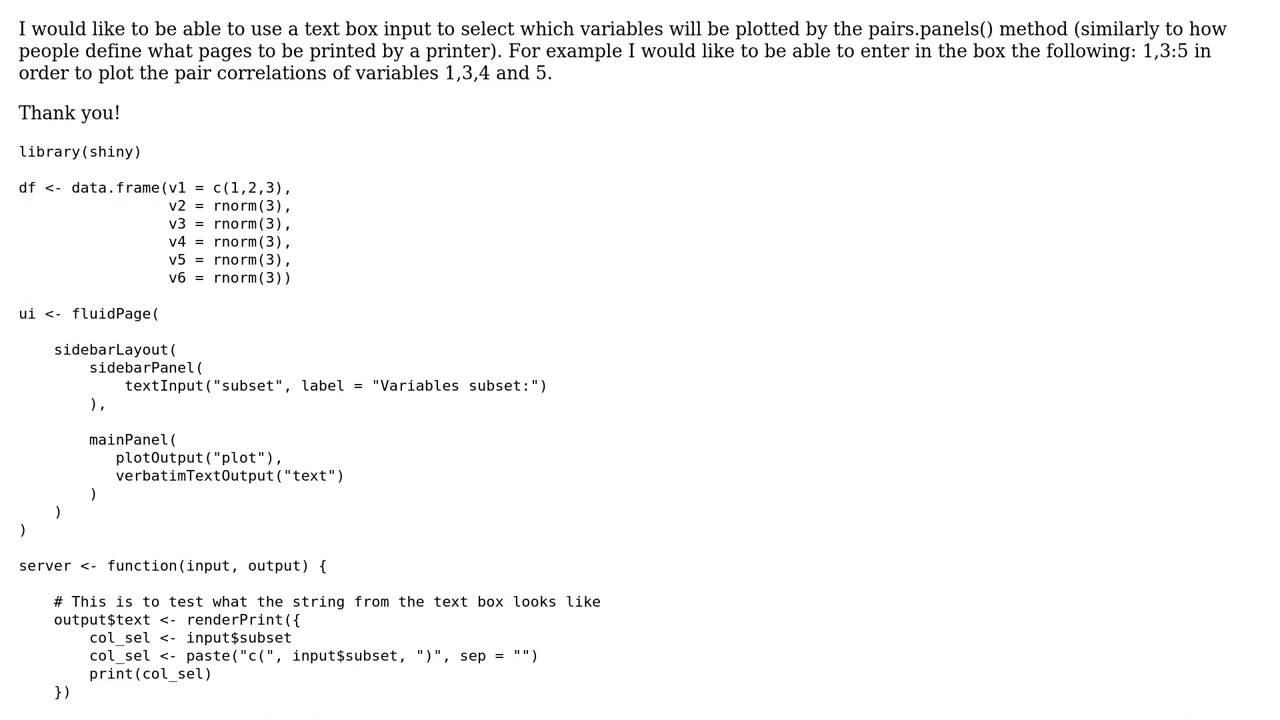 I would like to be able to use a text box input to select which variables will be plotted by the pairs.panels() method (similarly to how
people define what pages to be printed by a printer). For example I would like to be able to enter in the box the following: 1,3:5 in
order to plot the pair correlations of variables 1,3,4 and 5.
Thank you!
library(shiny)
df <- data.frame(v1 = c(1,2,3),
                 v2 = rnorm(3),
                 v3 = rnorm(3),
                 v4 = rnorm(3),
                 v5 = rnorm(3),
                 v6 = rnorm(3))
ui <- fluidPage(
    sidebarLayout(
        sidebarPanel(
            textInput("subset", label = "Variables subset:")
        ),
        mainPanel(
           plotOutput("plot"),
           verbatimTextOutput("text")
        )
    )
)
server <- function(input, output) {
    # This is to test what the string from the text box looks like
    output$text <- renderPrint({
        col_sel <- input$subset
        col_sel <- paste("c(", input$subset, ")", sep = "")
        print(col_sel)
    })